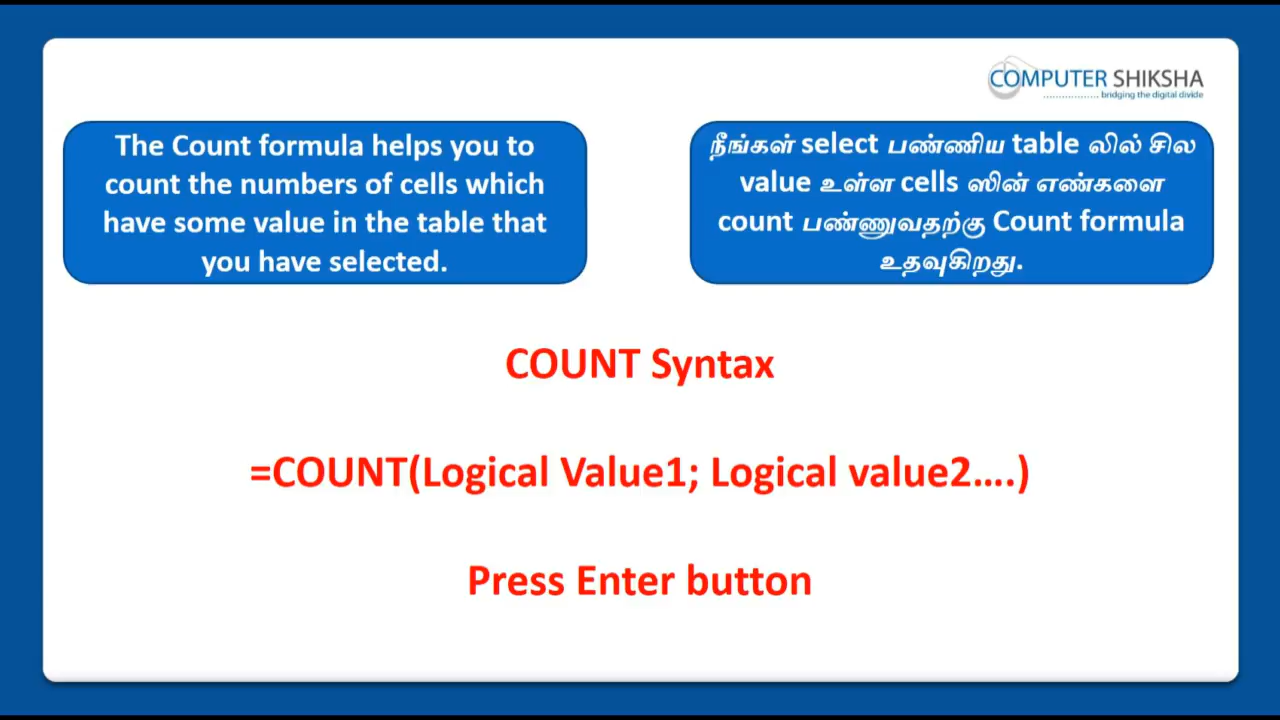 COMPUTER SHIKSHA
bridging the digital divide
The Count formula helps you to
count the numbers of cells which
have some value in the table that
you have selected.
நீங்கள் select பண்ணிய table லில் சில
value உள்ள cells ஸின் எண்களை
count பண்ணுவதற்கு Count formula
உதவுகிறது.
COUNT Syntax
=COUNT(Logical Value1; Logical value2....)
Press Enter button